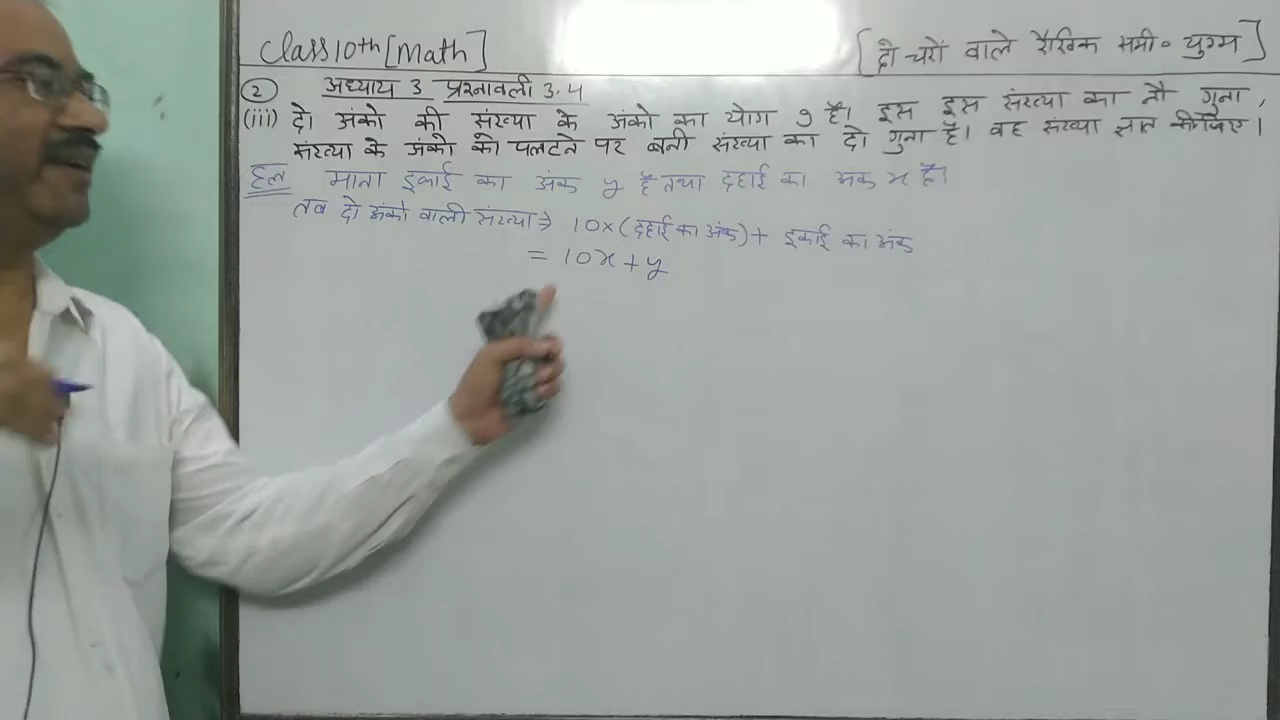 Class 10th [Math]
[दो चरों वाले रैखिक समी० युग्म]
② अध्याय 3 प्रश्नावली 3.4
(iii) दो अंको की संख्या के अंको का योग 9 है। इस इस संख्या का नौ गुना,
संख्या के अंको को पलटने पर बनी संख्या का दो गुना है। वह संख्या ज्ञात कीजिए।
हल माना इकाई का अंक y है तथा दहाई का अंक x है।
तब दो अंको वाली संख्या ⇒ 10×(दहाई का अंक)+ इकाई का अंक
= 10x + y